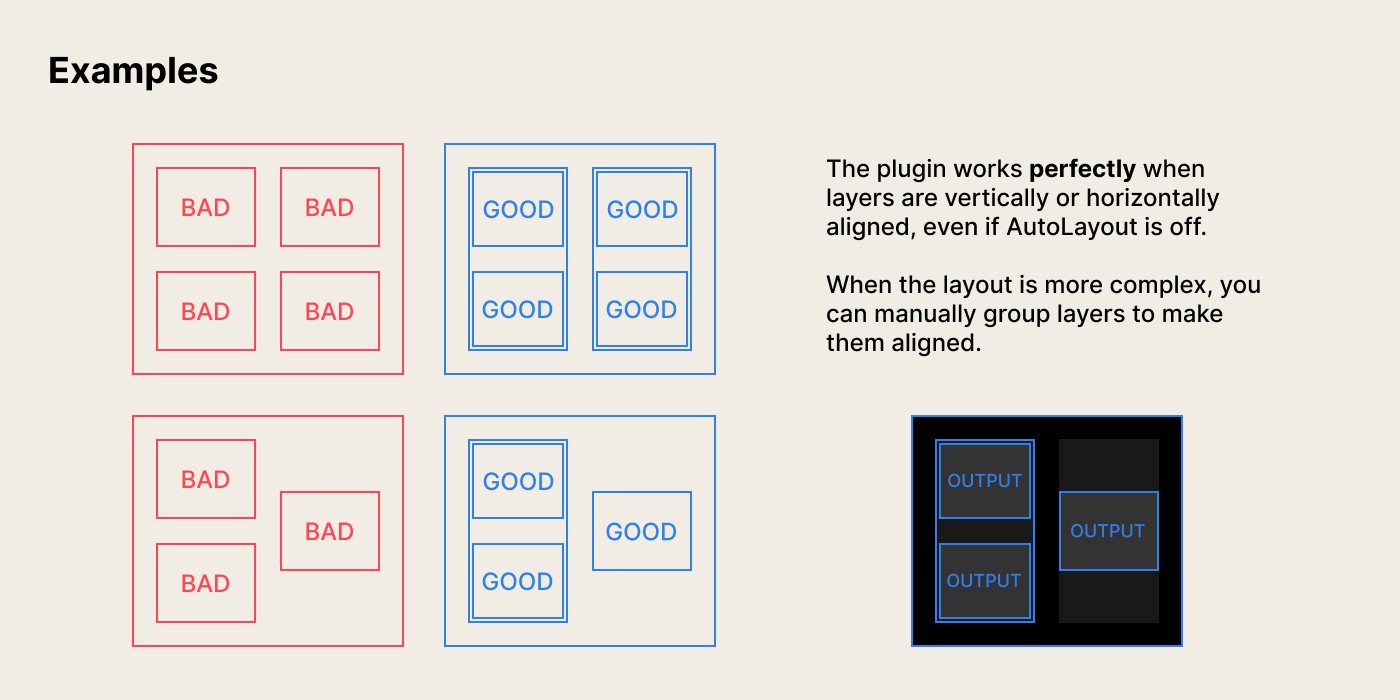 Examples
BAD BAD
BAD BAD
GOOD GOOD
GOOD GOOD
The plugin works perfectly when
layers are vertically or horizontally
aligned, even if AutoLayout is off.
When the layout is more complex, you
can manually group layers to make
them aligned.
BAD
BAD
BAD
GOOD
GOOD
GOOD
OUTPUT
OUTPUT
OUTPUT